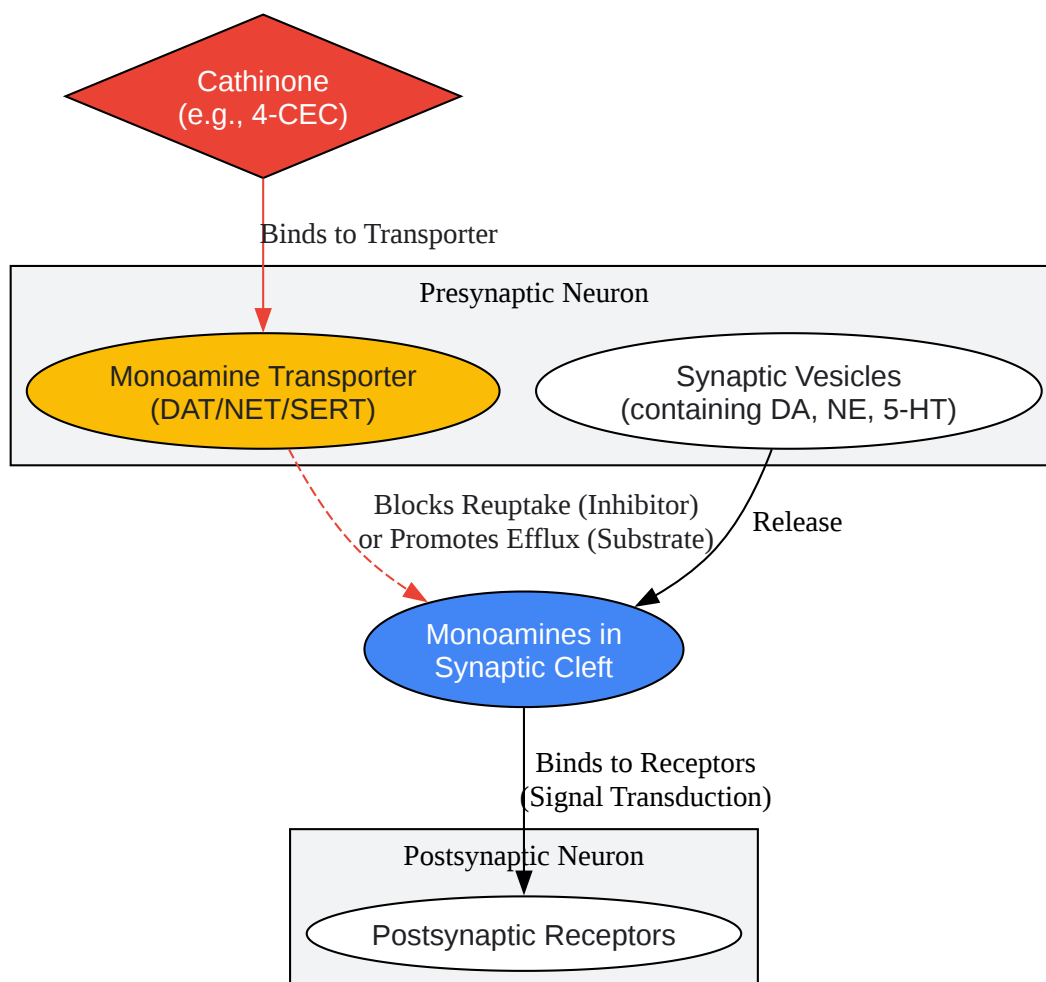 Cathinone
(e.g., 4-CEC)
Binds to Transporter
Presynaptic Neuron
Monoamine Transporter
(DAT/NET/SERT)
Synaptic Vesicles
(containing DA, NE, 5-HT)
Blocks Reuptake (Inhibitor)
or Promotes Efflux (Substrate)
Release
Monoamines in
Synaptic Cleft
Binds to Receptors
(Signal Transduction)
Postsynaptic Neuron
Postsynaptic Receptors